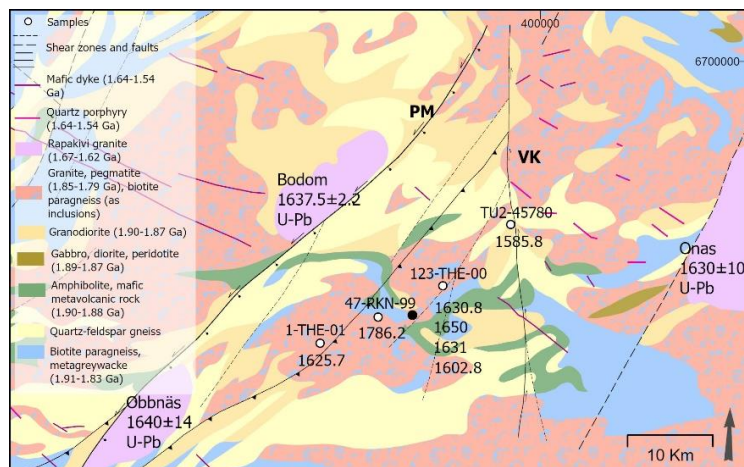 Samples
Shear zones and faults
Mafic dyke (1.64-1.54
Ga)
Quartz porphyry
(1.64-1.54 Ga)
Rapakivi granite
(1.67-1.62 Ga)
Granite, pegmatite
(1.85-1.79 Ga), biotite
paragneiss (as
inclusions)
Granodiorite (1.90-1.87 Ga)
Gabbro, diorite, peridotite
(1.89-1.87 Ga)
Amphibolite, mafic
metavolcanic rock
(1.90-1.88 Ga)
Quartz-feldspar gneiss
Biotite paragneiss,
metagreywacke
(1.91-1.83 Ga)
400000
6700000
PM
VK
Bodom
1637.5±2.2
U-Pb
TU2-45780
1585.8
Onas
1630±10
U-Pb
123-THE-00
47-RKN-99
1786.2
1630.8
1650
1631
1602.8
1-THE-01
1625.7
Obbnäs
1640±14
U-Pb
10 Km